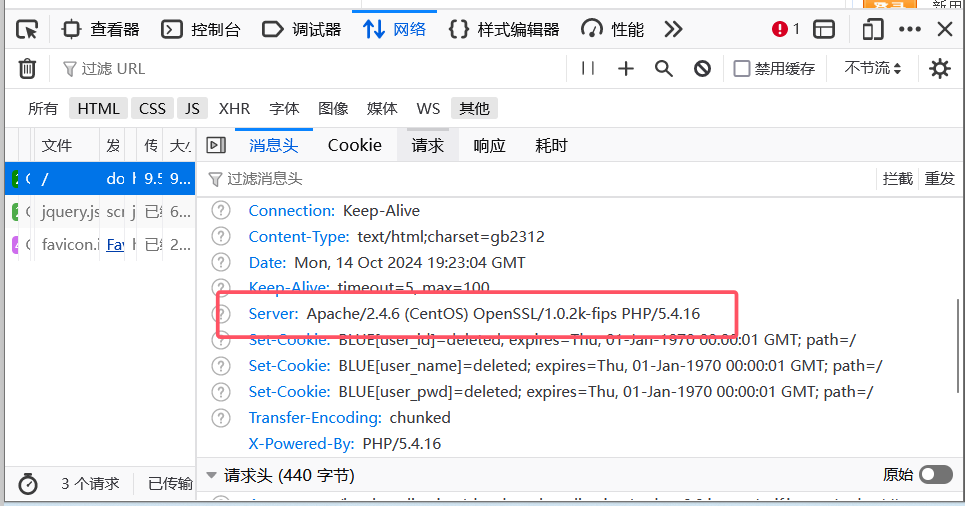 新用
查看器 控制台 调试器 网络 样式编辑器 性能 1
过滤 URL 禁用缓存 不节流
所有 HTML CSS JS XHR 字体 图像 媒体 WS 其他
文件 发 传 大 消息头 Cookie 请求 响应 耗时
/ do 9.5 9... 过滤消息头 拦截 重发
jquery.js scr j 已 6...
favicon.i Fav 已 2...
Connection: Keep-Alive
Content-Type: text/html;charset=gb2312
Date: Mon, 14 Oct 2024 19:23:04 GMT
Keep-Alive: timeout=5, max=100
Server: Apache/2.4.6 (CentOS) OpenSSL/1.0.2k-fips PHP/5.4.16
Set-Cookie: BLUE[user_id]=deleted; expires=Thu, 01-Jan-1970 00:00:01 GMT; path=/
Set-Cookie: BLUE[user_name]=deleted; expires=Thu, 01-Jan-1970 00:00:01 GMT; path=/
Set-Cookie: BLUE[user_pwd]=deleted; expires=Thu, 01-Jan-1970 00:00:01 GMT; path=/
Transfer-Encoding: chunked
X-Powered-By: PHP/5.4.16
请求头 (440 字节) 原始
3 个请求 已传输